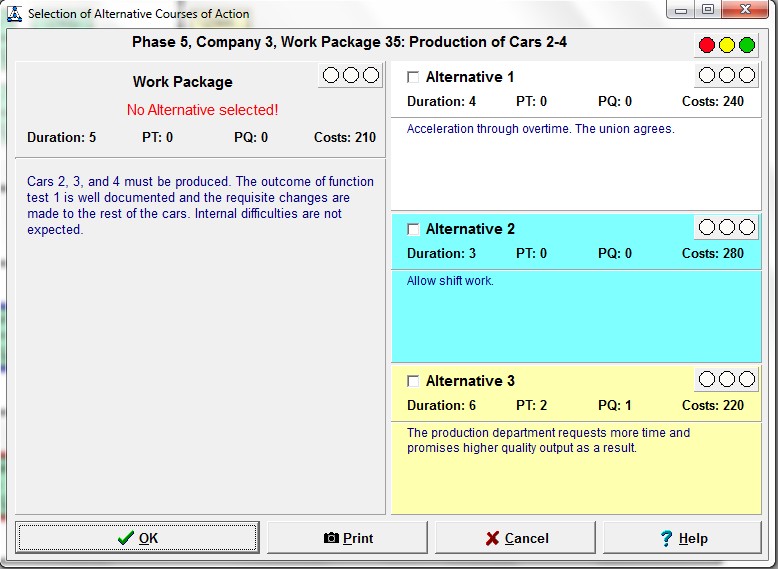 Selection of Alternative Courses of Action
Phase 5, Company 3, Work Package 35: Production of Cars 2-4
Work Package
No Alternative selected!
Duration: 5 PT: 0 PQ: 0 Costs: 210
Cars 2, 3, and 4 must be produced. The outcome of function
test 1 is well documented and the requisite changes are
made to the rest of the cars. Internal difficulties are not
expected.
Alternative 1
Duration: 4 PT: 0 PQ: 0 Costs: 240
Acceleration through overtime. The union agrees.
Alternative 2
Duration: 3 PT: 0 PQ: 0 Costs: 280
Allow shift work.
Alternative 3
Duration: 6 PT: 2 PQ: 1 Costs: 220
The production department requests more time and
promises higher quality output as a result.
OK Print Cancel Help